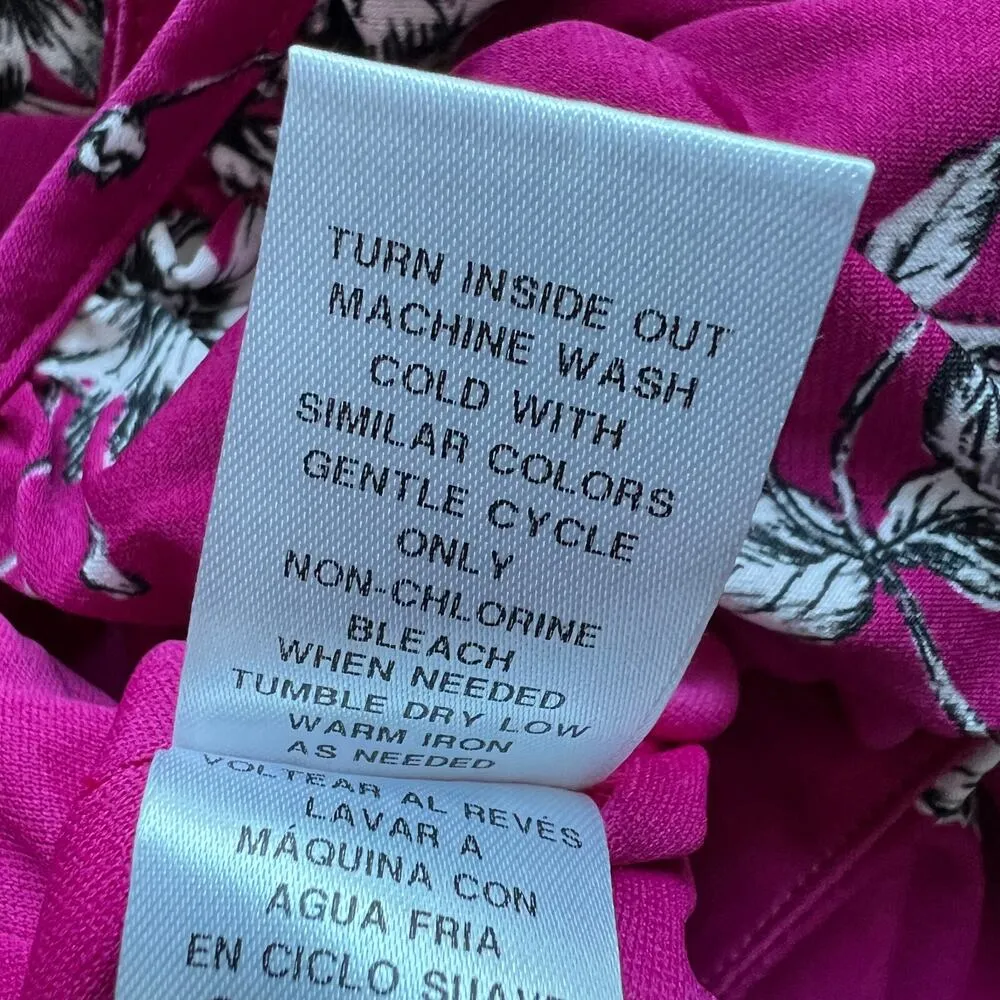 TURN INSIDE OUT
MACHINE WASH
COLD WITH
SIMILAR COLORS
GENTLE CYCLE
ONLY
NON-CHLORINE
BLEACH
WHEN NEEDED
TUMBLE DRY LOW
WARM IRON
AS NEEDED
VOLTEAR AL REVÉS
LAVAR A
MÁQUINA CON
AGUA FRIA
EN CICLO SUAVE